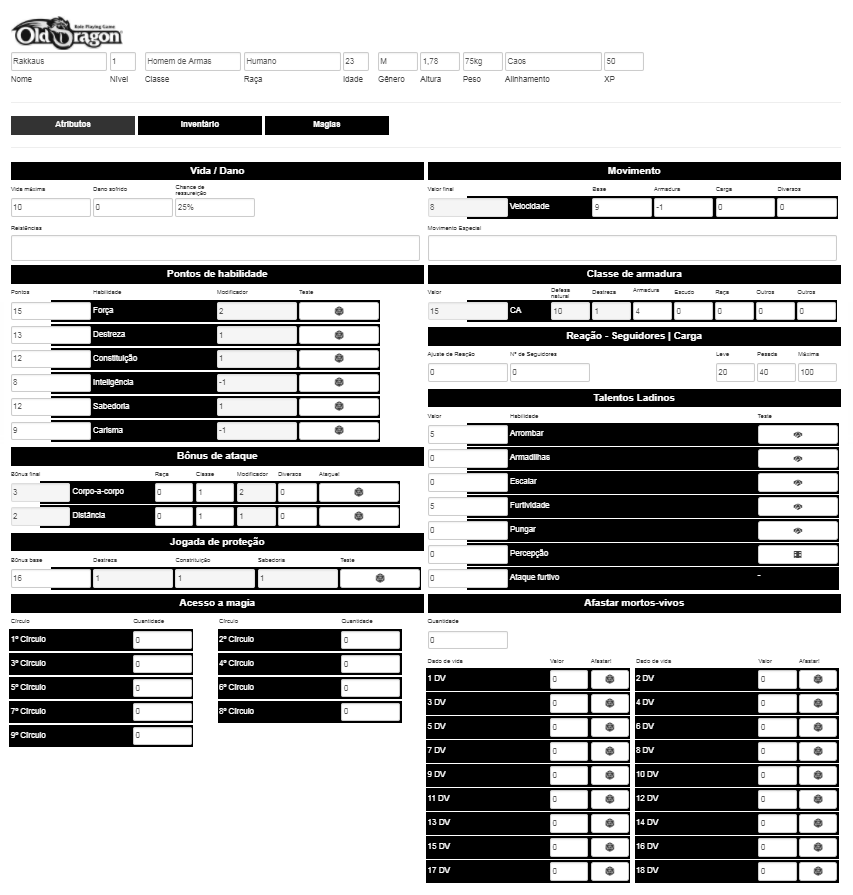 Role Playing Game
Old Dragon
Rakkaus 1 Homem de Armas Humano 23 M 1,78 75kg Caos 50
Nome Nível Classe Raça Idade Gênero Altura Peso Alinhamento XP
Atributos Inventário Magias
Vida / Dano
Vida máxima Dano sofrido Chance de ressureição
10 0 25%
Reistências
Movimento
Valor final Base Armadura Carga Diversos
8 Velocidade 9 -1 0 0
Movimento Especial
Pontos de habilidade
Pontos Habilidade Modificador Teste
15 Força 2
13 Destreza 1
12 Constituição 1
8 Inteligência -1
12 Sabedoria 1
9 Carisma -1
Classe de armadura
Valor Defesa natural Destreza Armadura Escudo Raça Outros Outros
15 CA 10 1 4 0 0 0 0
Reação - Seguidores | Carga
Ajuste de Reação Nº de Seguidores Leve Pesada Máxima
0 0 20 40 100
Talentos Ladinos
Valor Habilidade Teste
5 Arrombar
0 Armadilhas
0 Escalar
5 Furtividade
0 Pungar
0 Percepção
0 Ataque furtivo -
Bônus de ataque
Bônus final Raça Classe Modificador Diversos Ataque!
3 Corpo-a-corpo 0 1 2 0
2 Distância 0 1 1 0
Jogada de proteção
Bônus base Destreza Constriluição Sabedoria Teste
16 1 1 1
Acesso a magia
Círculo Quantidade Círculo Quantidade
1º Círculo 0 2º Círculo 0
3º Círculo 0 4º Círculo 0
5º Círculo 0 6º Círculo 0
7º Círculo 0 8º Círculo 0
9º Círculo 0
Afastar mortos-vivos
Quantidade
0
Dado de vida Valor Afastar! Dado de vida Valor Afastar!
1 DV 0 2 DV 0
3 DV 0 4 DV 0
5 DV 0 6 DV 0
7 DV 0 8 DV 0
9 DV 0 10 DV 0
11 DV 0 12 DV 0
13 DV 0 14 DV 0
15 DV 0 16 DV 0
17 DV 0 18 DV 0